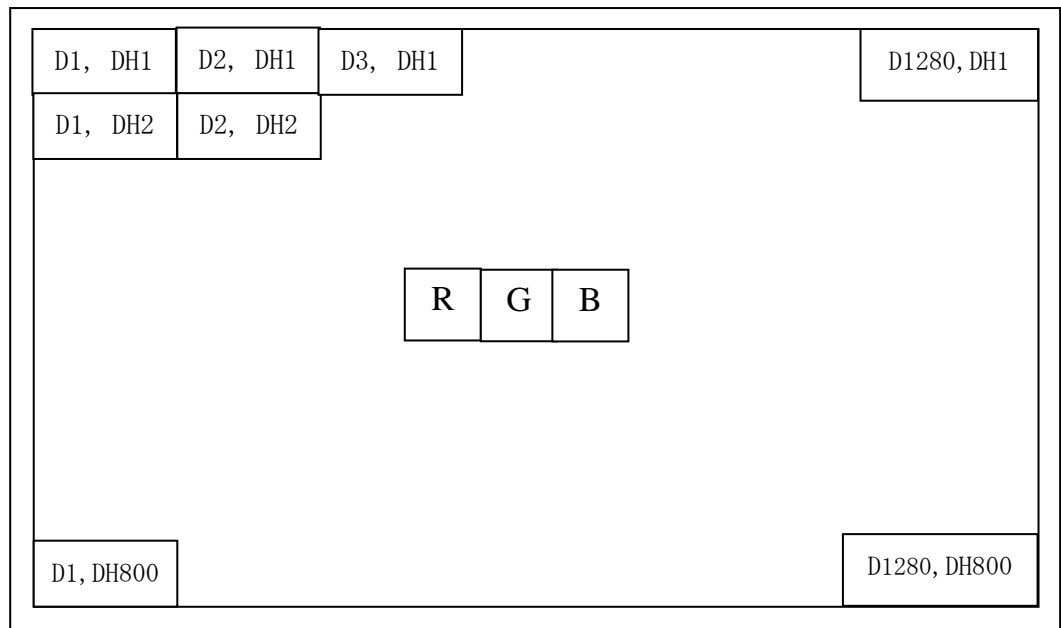 D1, DH1 D2, DH1 D3, DH1 D1280,DH1
D1, DH2 D2, DH2
R G B
D1,DH800 D1280,DH800